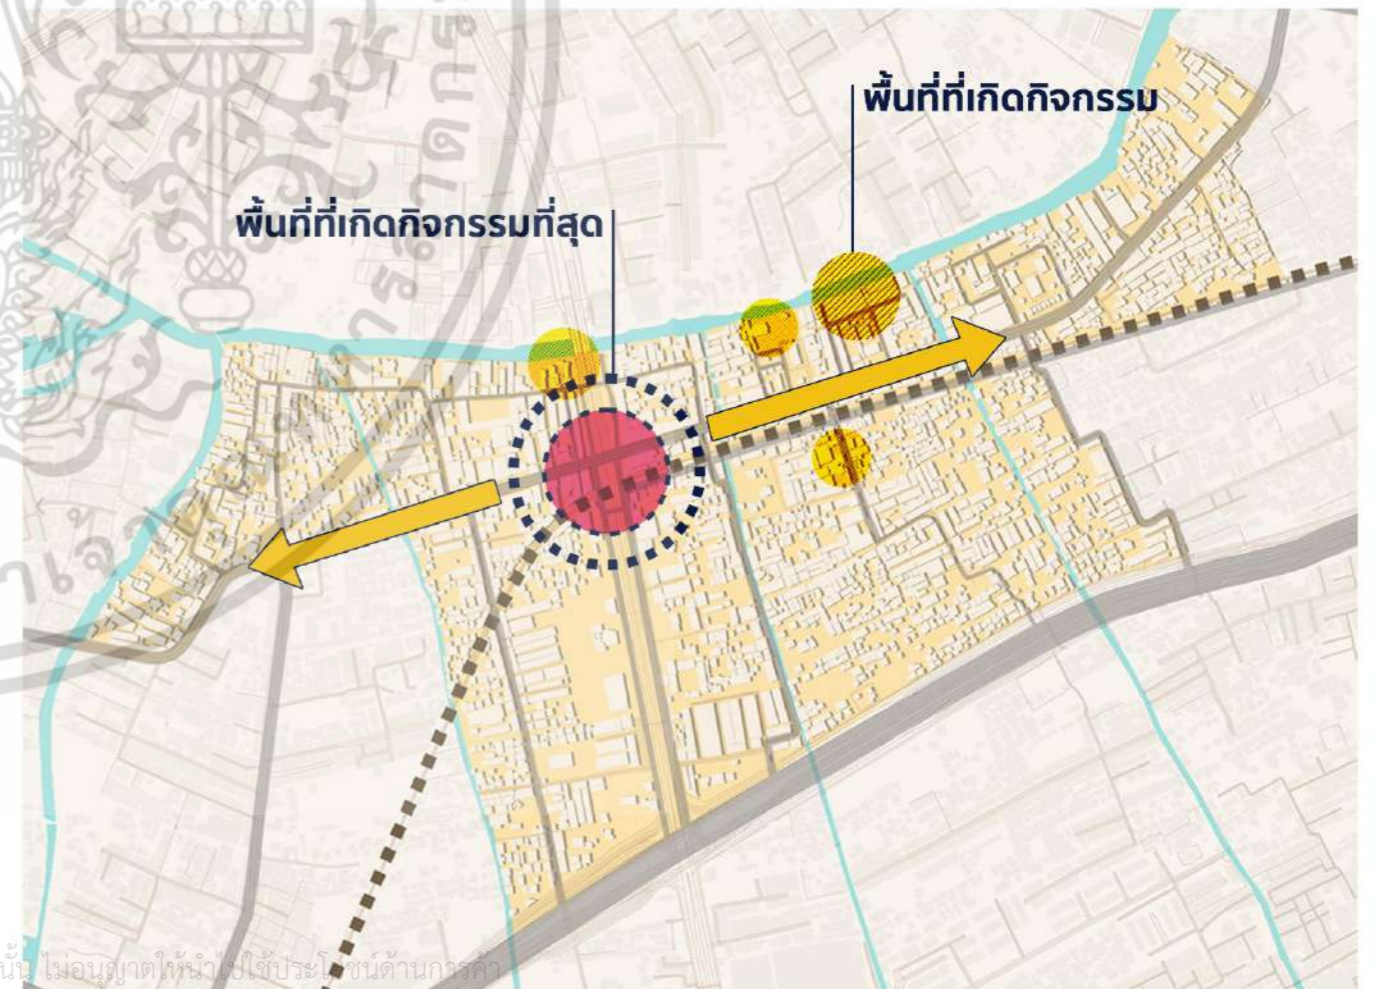 พื้นที่ที่เกิดกิจกรรม
พื้นที่ที่เกิดกิจกรรมที่สุด
ไม่อนุญาตให้นำไปใช้ประโยชน์ด้านการค้า